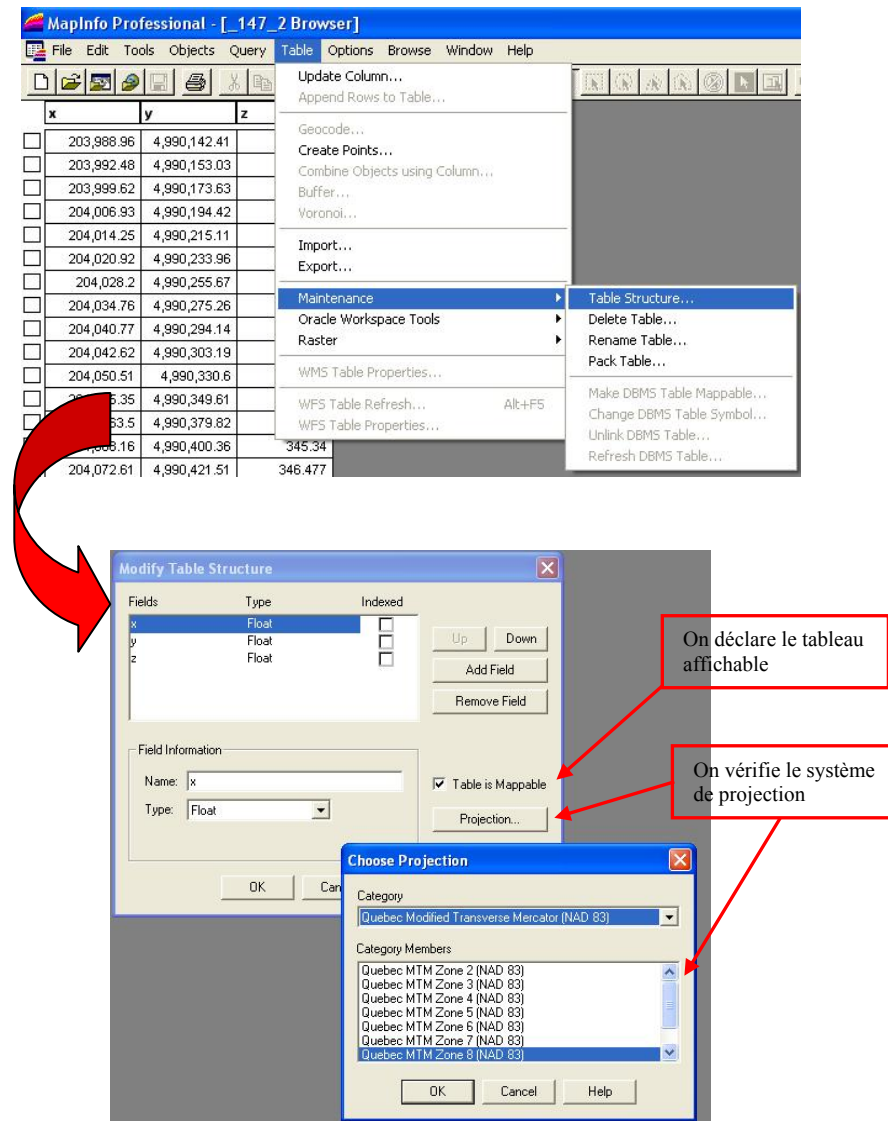 MapInfo Professional - [_147_2 Browser]
File Edit Tools Objects Query Table Options Browse Window Help
x y z
203,988.96 4,990,142.41
203,992.48 4,990,153.03
203,999.62 4,990,173.63
204,006.93 4,990,194.42
204,014.25 4,990,215.11
204,020.92 4,990,233.96
204,028.2 4,990,255.67
204,034.76 4,990,275.26
204,040.77 4,990,294.14
204,042.62 4,990,303.19
204,050.51 4,990,330.6
4,990,349.61
4,990,379.82
4,990,400.36 345.34
204,072.61 4,990,421.51 346.477
Update Column...
Append Rows to Table...
Geocode...
Create Points...
Combine Objects using Column...
Buffer...
Voronoi...
Import...
Export...
Maintenance
Oracle Workspace Tools
Raster
WMS Table Properties...
WFS Table Refresh... Alt+F5
WFS Table Properties...
Table Structure...
Delete Table...
Rename Table...
Pack Table...
Make DBMS Table Mappable...
Change DBMS Table Symbol...
Unlink DBMS Table...
Refresh DBMS Table...
Modify Table Structure
Fields Type Indexed
x Float
y Float
z Float
Up Down
Add Field
Remove Field
Field Information
Name: x
Type: Float
Table is Mappable
Projection...
OK
On déclare le tableau
affichable
On vérifie le système
de projection
Choose Projection
Category
Quebec Modified Transverse Mercator (NAD 83)
Category Members
Quebec MTM Zone 2 (NAD 83)
Quebec MTM Zone 3 (NAD 83)
Quebec MTM Zone 4 (NAD 83)
Quebec MTM Zone 5 (NAD 83)
Quebec MTM Zone 6 (NAD 83)
Quebec MTM Zone 7 (NAD 83)
Quebec MTM Zone 8 (NAD 83)
OK Cancel Help